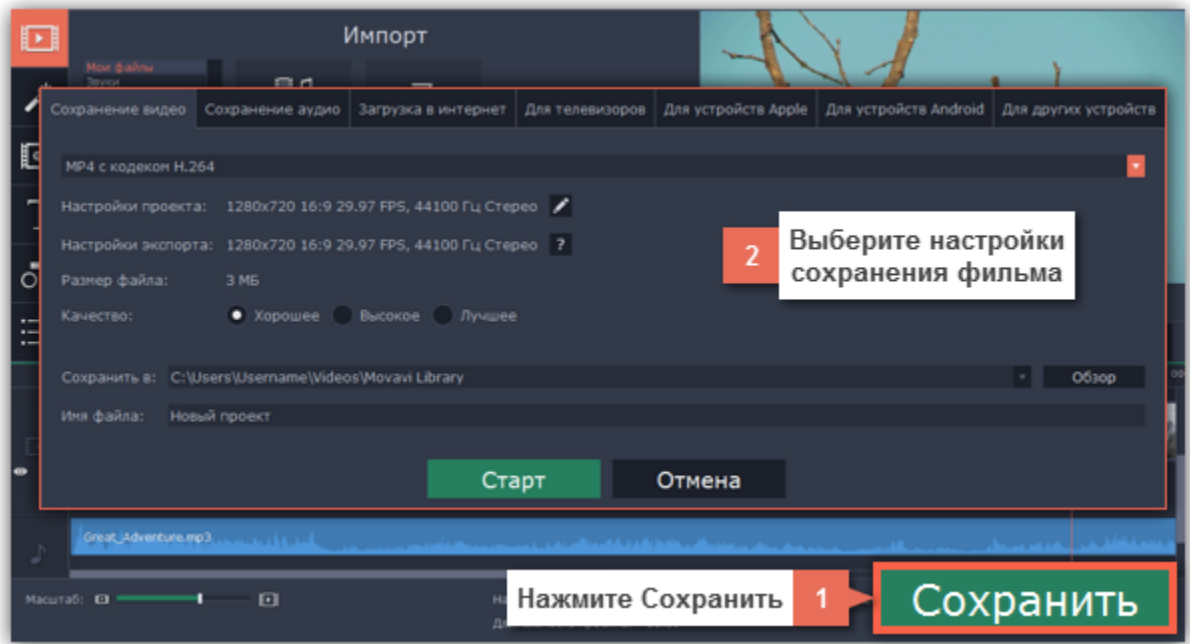 Импорт
Мои файлы
Звуки
Сохранение видео
Сохранение аудио
Загрузка в интернет
Для телевизоров
Для устройств Apple
Для устройств Android
Для других устройств
MP4 с кодеком H.264
Настройки проекта: 1280x720 16:9 29.97 FPS, 44100 Гц Стерео
Настройки экспорта: 1280x720 16:9 29.97 FPS, 44100 Гц Стерео ?
2 Выберите настройки
сохранения фильма
Размер файла: 3 МБ
Качество: Хорошее Высокое Лучшее
Сохранить в: C:\Users\Username\Videos\Movavi Library Обзор
Имя файла: Новый проект
Старт
Отмена
Great_Adventure.mp3
Масштаб:
Нажмите Сохранить 1
Сохранить